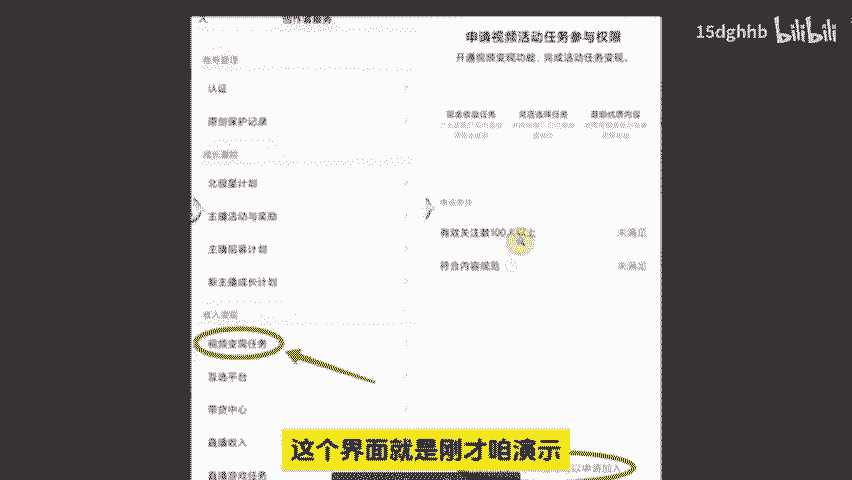 创作者服务
账号管理
认证
原创保护记录
北极星计划
主播活动与奖励
主播招募计划
新主播成长计划
收入变现
视频变现任务
互选平台
带货中心
直播收入
直播游戏任务
15dghhb bilibili
申请视频活动任务参与权限
开通视频变现功能，完成活动任务变现。
申请条件
有效关注数100人以上
未满足
符合内容规范
未满足
以申请加入
这个界面就是刚才咱演示